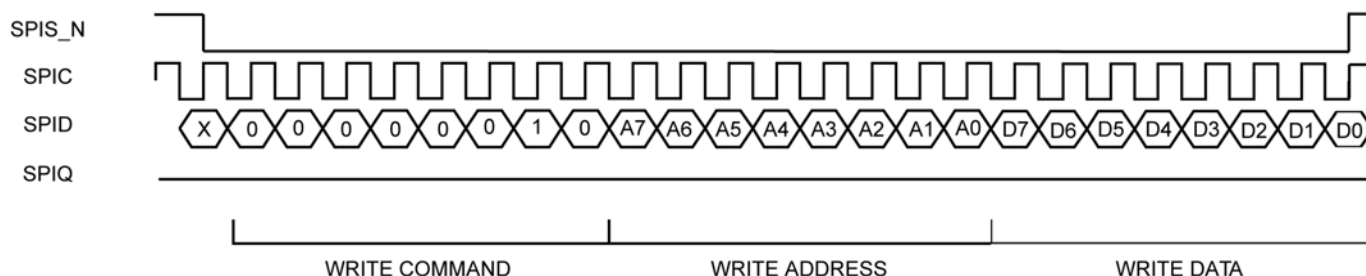 SPIS_N
SPIC
SPID X 0 0 0 0 0 0 1 0 A7 A6 A5 A4 A3 A2 A1 A0 D7 D6 D5 D4 D3 D2 D1 D0
SPIQ
WRITE COMMAND WRITE ADDRESS WRITE DATA